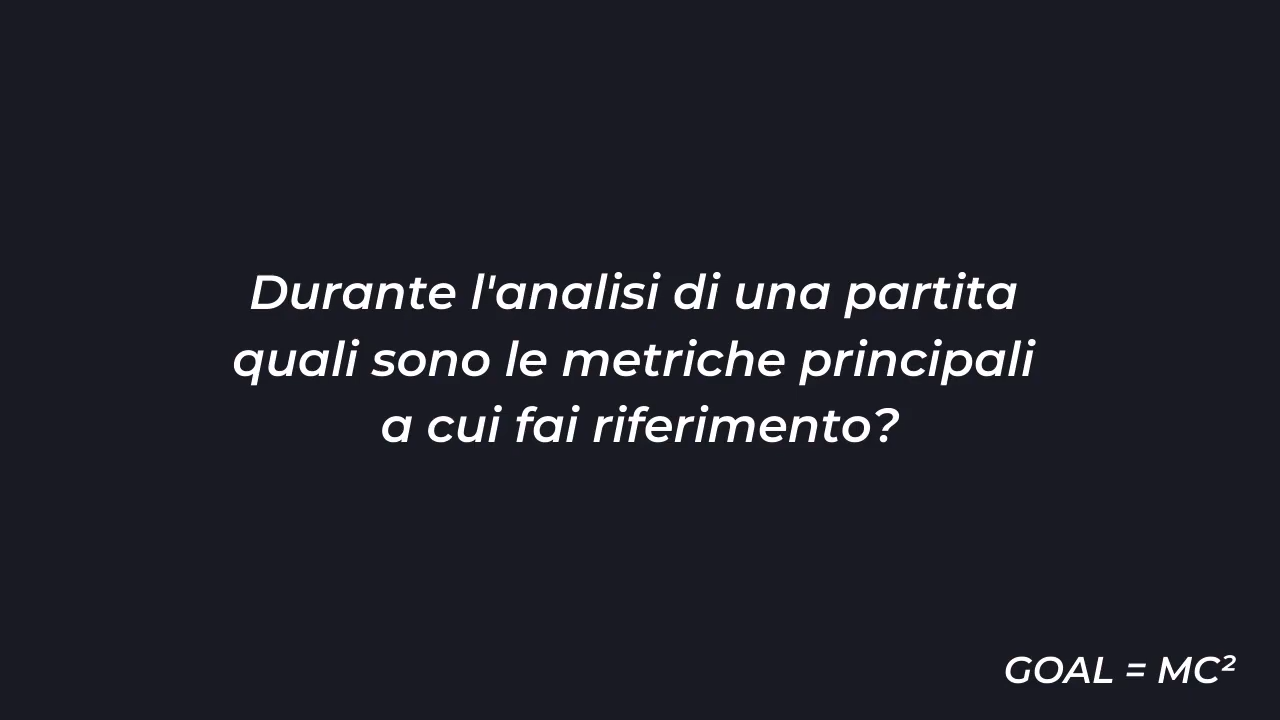 Durante l'analisi di una partita
quali sono le metriche principali
a cui fai riferimento?
GOAL = MC²